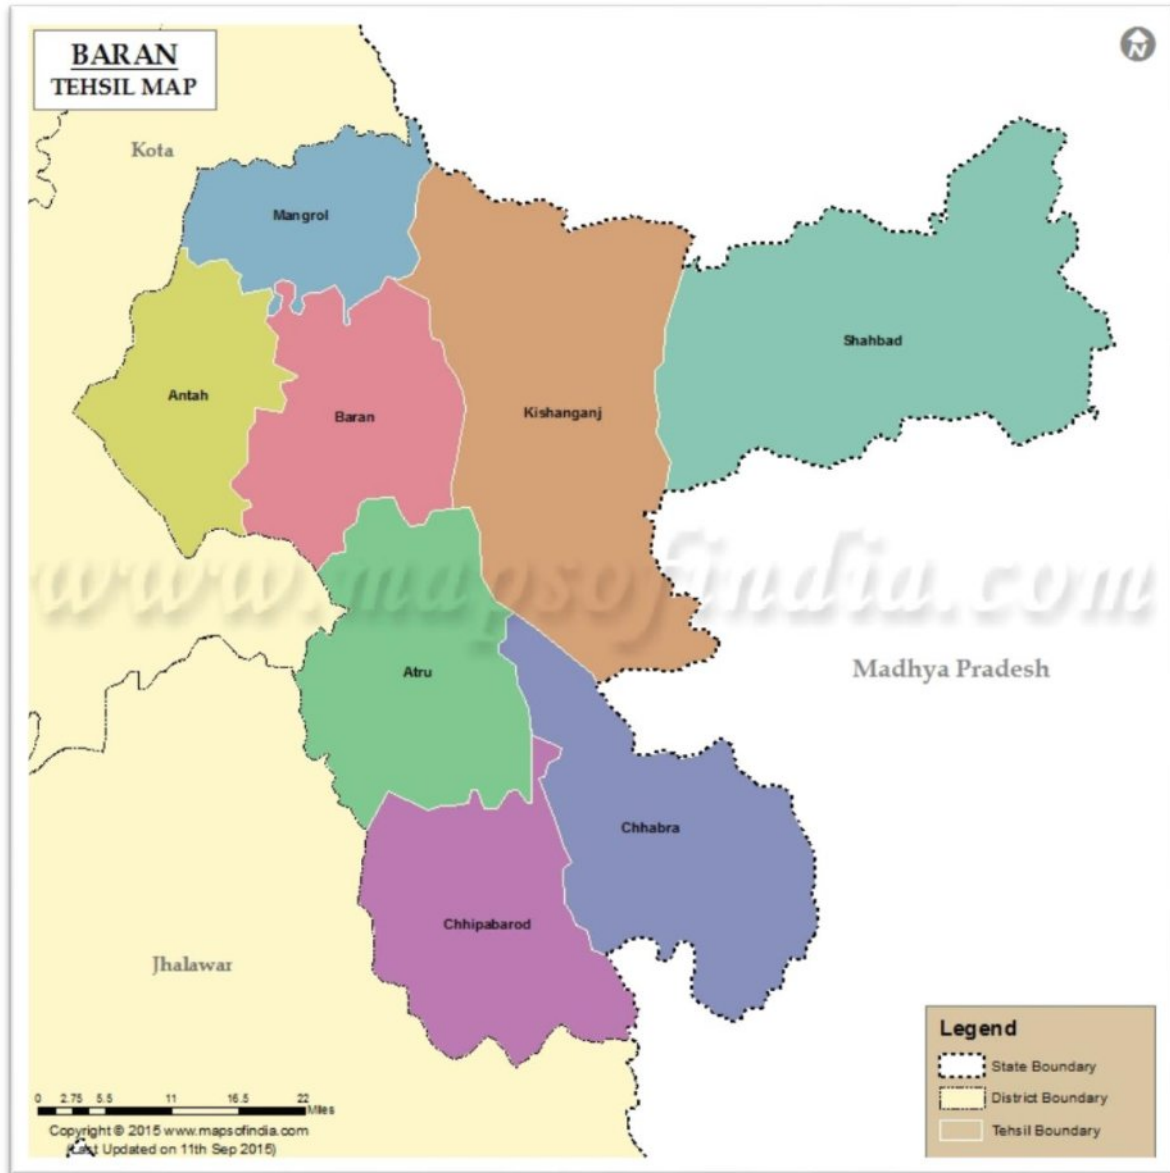 BARAN
TEHSIL MAP
N
Kota
Mangrol
Shahbad
Antah
Baran
Kishanganj
www.mapsofindia.com
Atru
Madhya Pradesh
Chhabra
Chhipabarod
Jhalawar
Legend
State Boundary
District Boundary
Tehsil Boundary
0 2.75 5.5 11 16.5 22
Miles
Copyright © 2015 www.mapsofindia.com
(Last Updated on 11th Sep 2015)